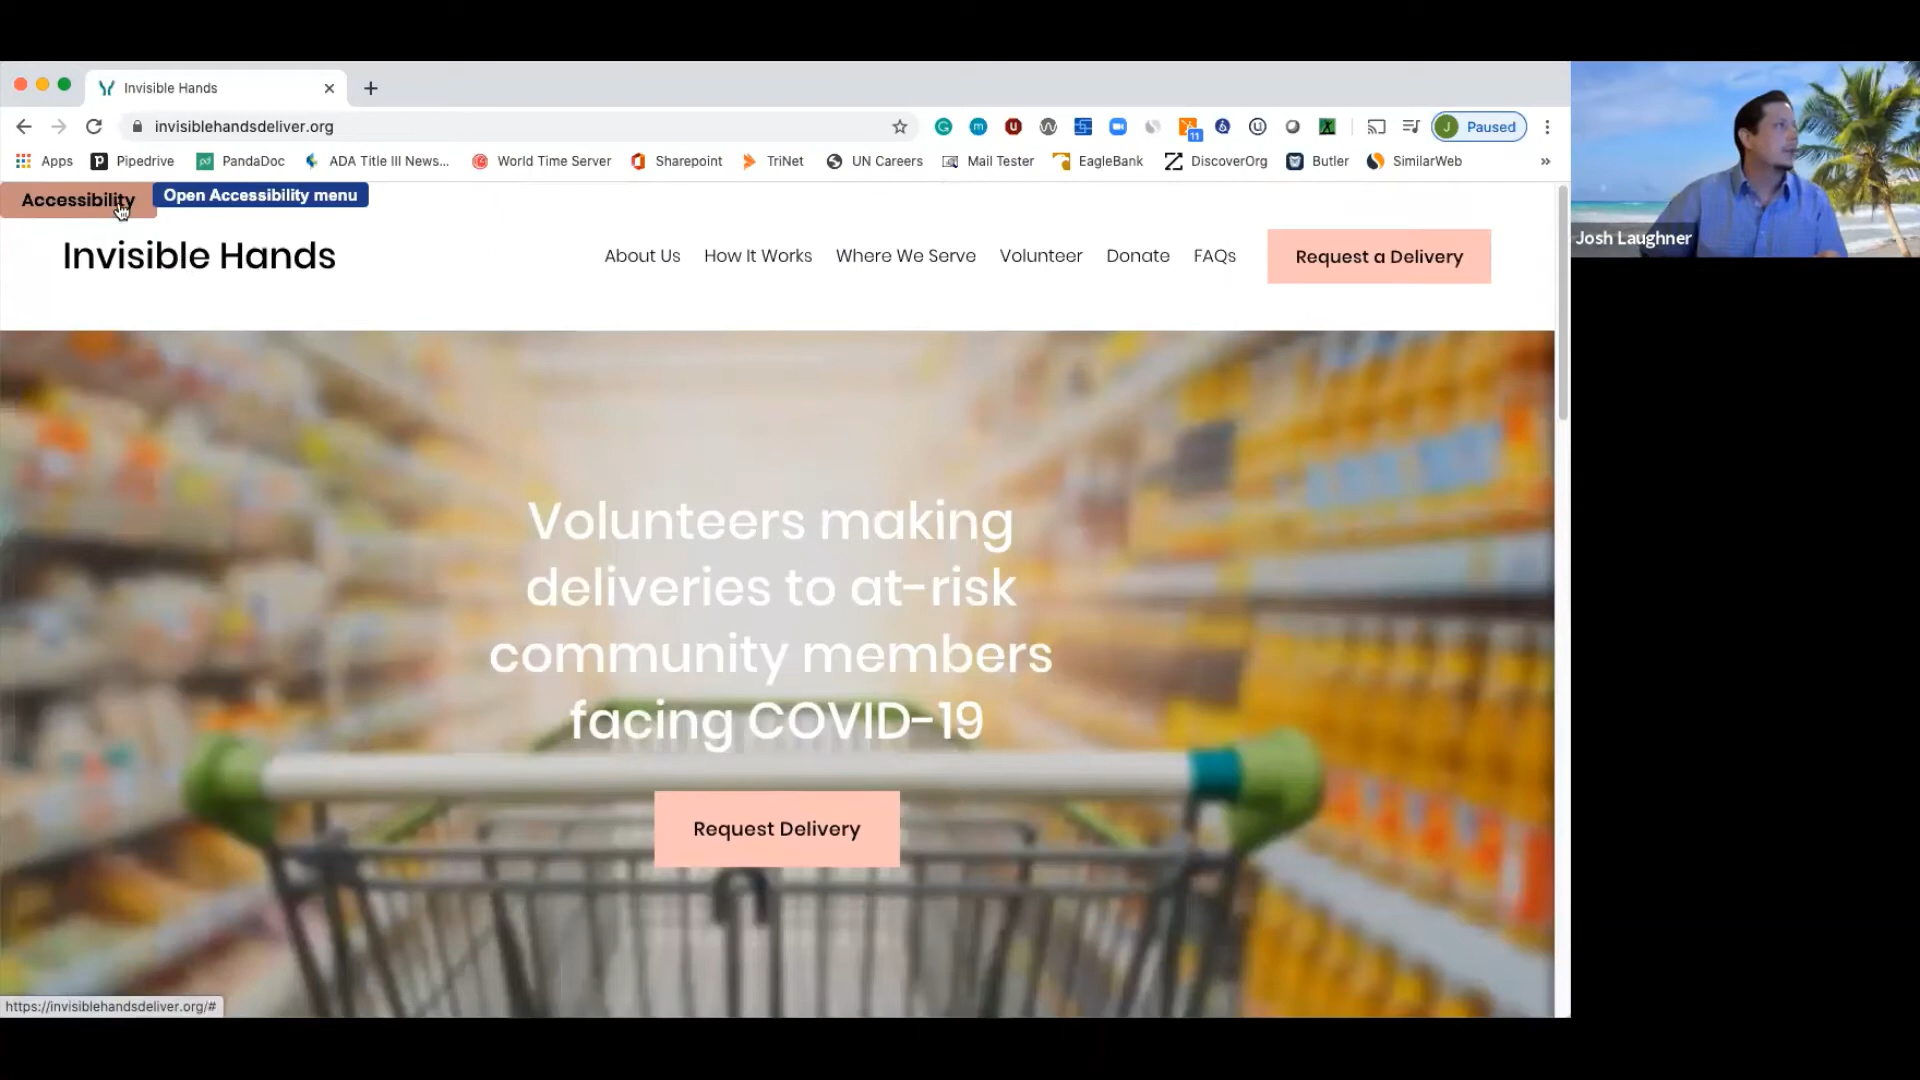 Invisible Hands
invisiblehandsdeliver.org
11
J Paused
Apps Pipedrive PandaDoc ADA Title III News... World Time Server Sharepoint TriNet UN Careers Mail Tester EagleBank DiscoverOrg Butler SimilarWeb »
Accessibility Open Accessibility menu
Invisible Hands About Us How It Works Where We Serve Volunteer Donate FAQs Request a Delivery
Josh Laughner
Volunteers making
deliveries to at-risk
community members
facing COVID-19
Request Delivery
https://invisiblehandsdeliver.org/#